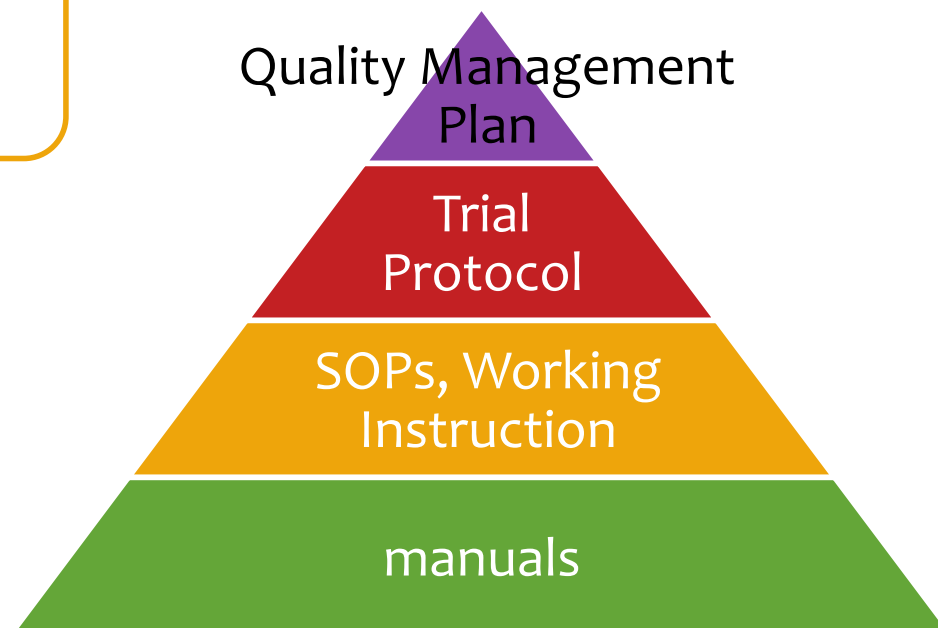 Quality Management
Plan
Trial
Protocol
SOPs, Working
Instruction
manuals